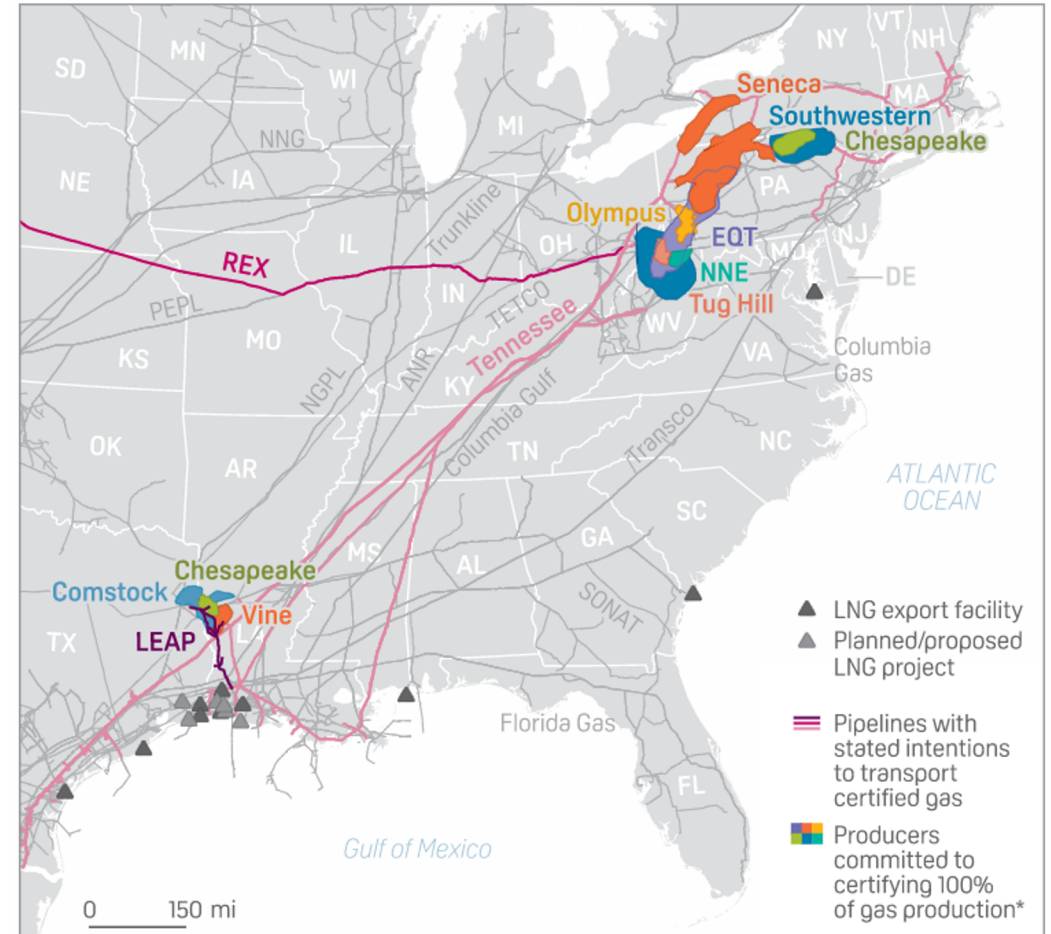 NY
VT
NH
MN
SD
WI
Seneca
MA
Southwestern
MI
NNG
Chesapeake
NE
IA
PA
Trunkline
Olympus
EQT
NJ
IL
OH
MD
REX
NNE
DE
IN
Tug Hill
PEPL
TETCO
WV
MO
Tennessee
Columbia
Gas
VA
KS
ANR
KY
NGPL
Columbia Gulf
Transco
NC
OK
TN
AR
ATLANTIC
OCEAN
SC
GA
MS
AL
Chesapeake
Comstock
SONAT
LNG export facility
Vine
TX
LEAP
LA
Planned/proposed
LNG project
Florida Gas
Pipelines with
stated intentions
to transport
certified gas
FL
Gulf of Mexico
Producers
committed to
certifying 100%
of gas production*
0 150 mi